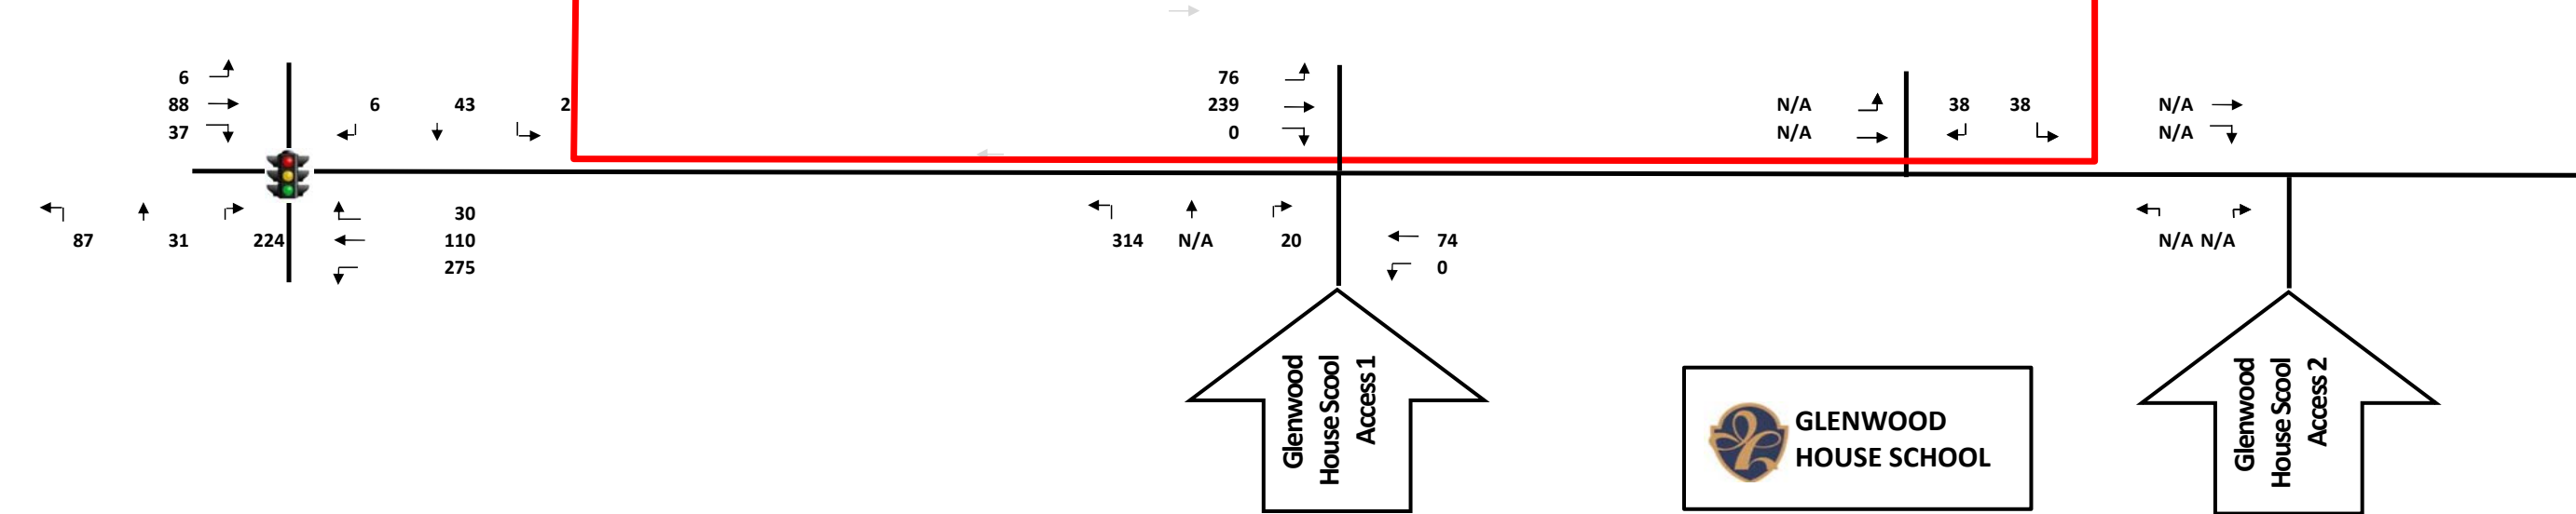 6
88
37
6 43 2
87 31 224
30
110
275
76
239
0
314 N/A 20
74
0
N/A
N/A
38 38
N/A
N/A
N/A N/A
Glenwood
House Scool
Access 1
GLENWOOD
HOUSE SCHOOL
Glenwood
House Scool
Access 2